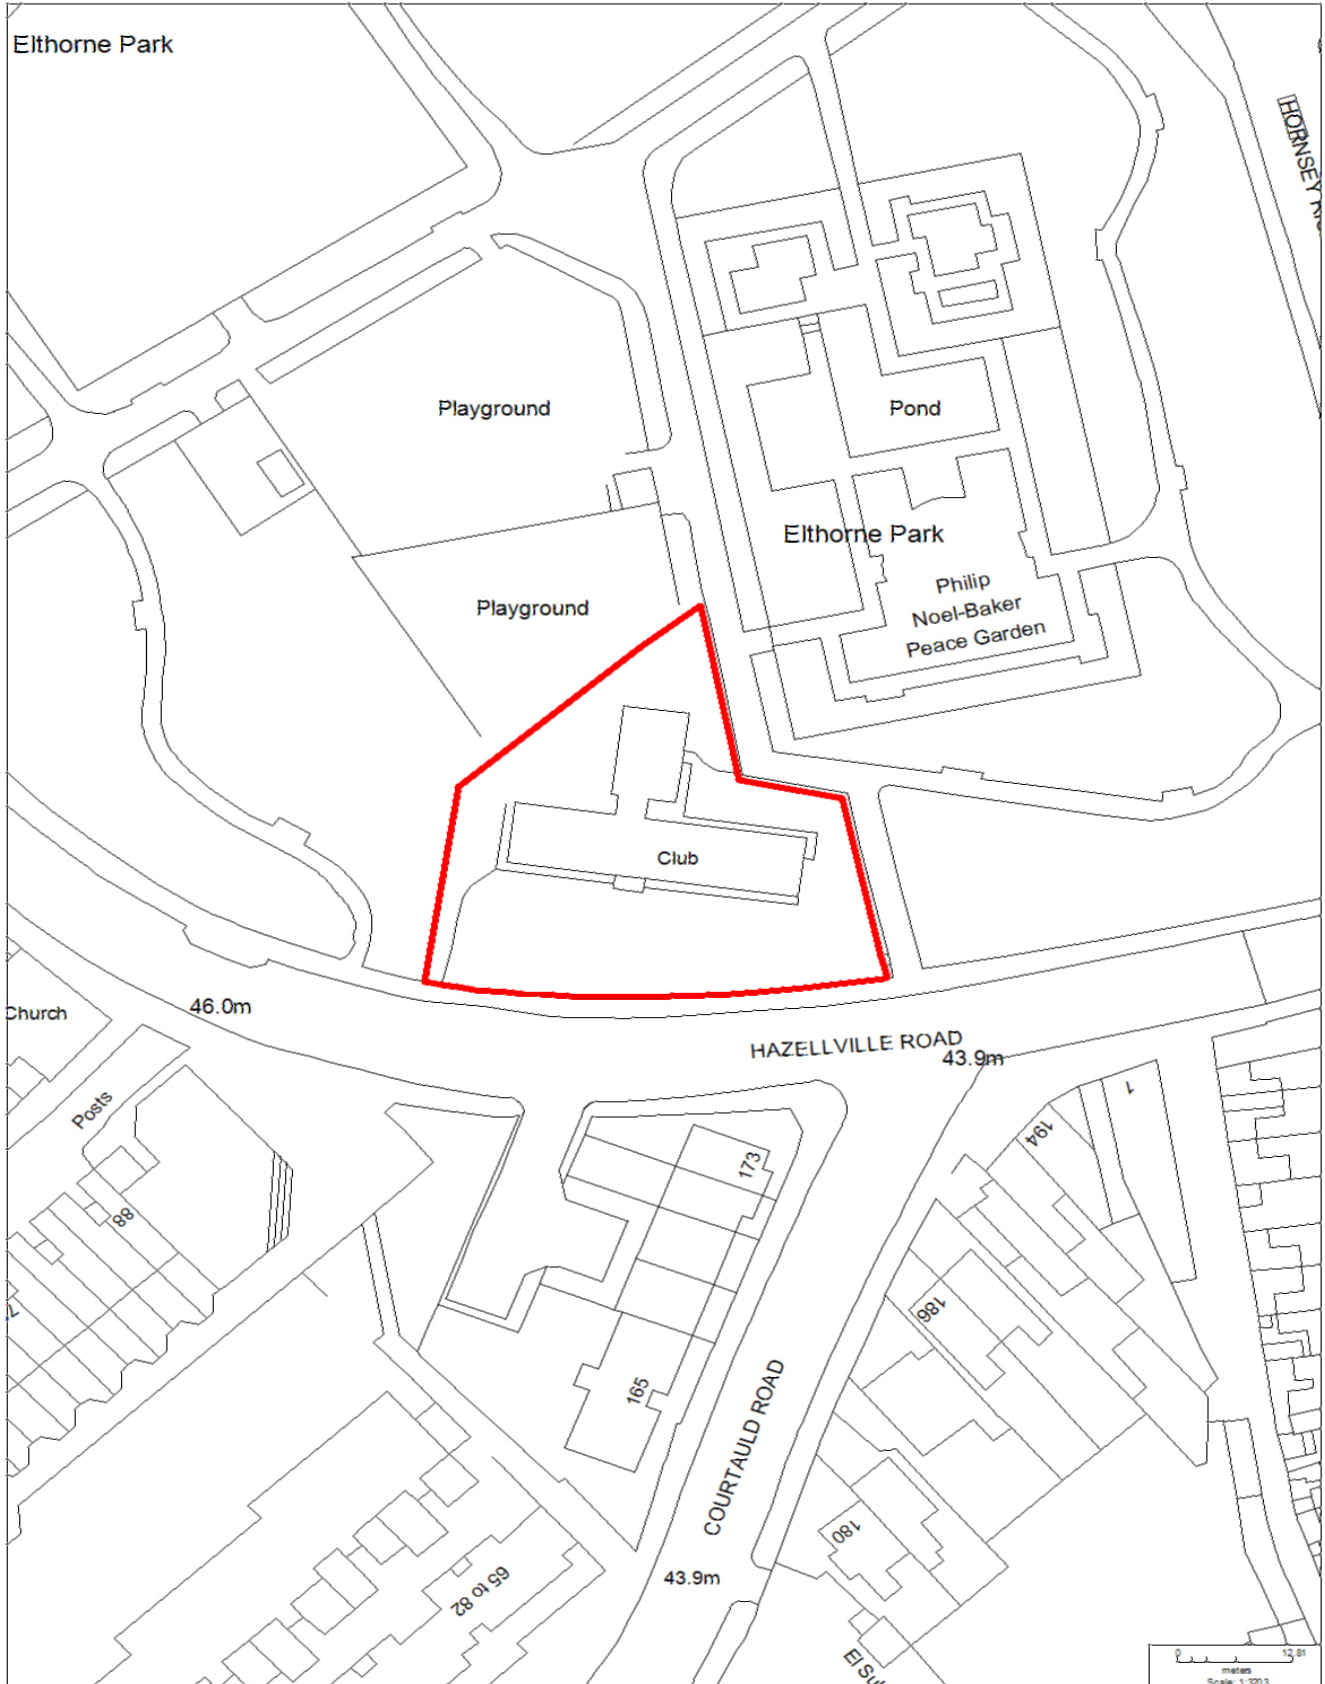 Elthorne Park
Playground
Pond
Elthorne Park
Philip
Noel-Baker
Peace Garden
Playground
Club
46.0m
Church
HAZELLVILLE ROAD
43.9m
Posts
1
194
173
88
186
165
COURTAULD ROAD
180
65 to 82
43.9m
0 12.81
meters